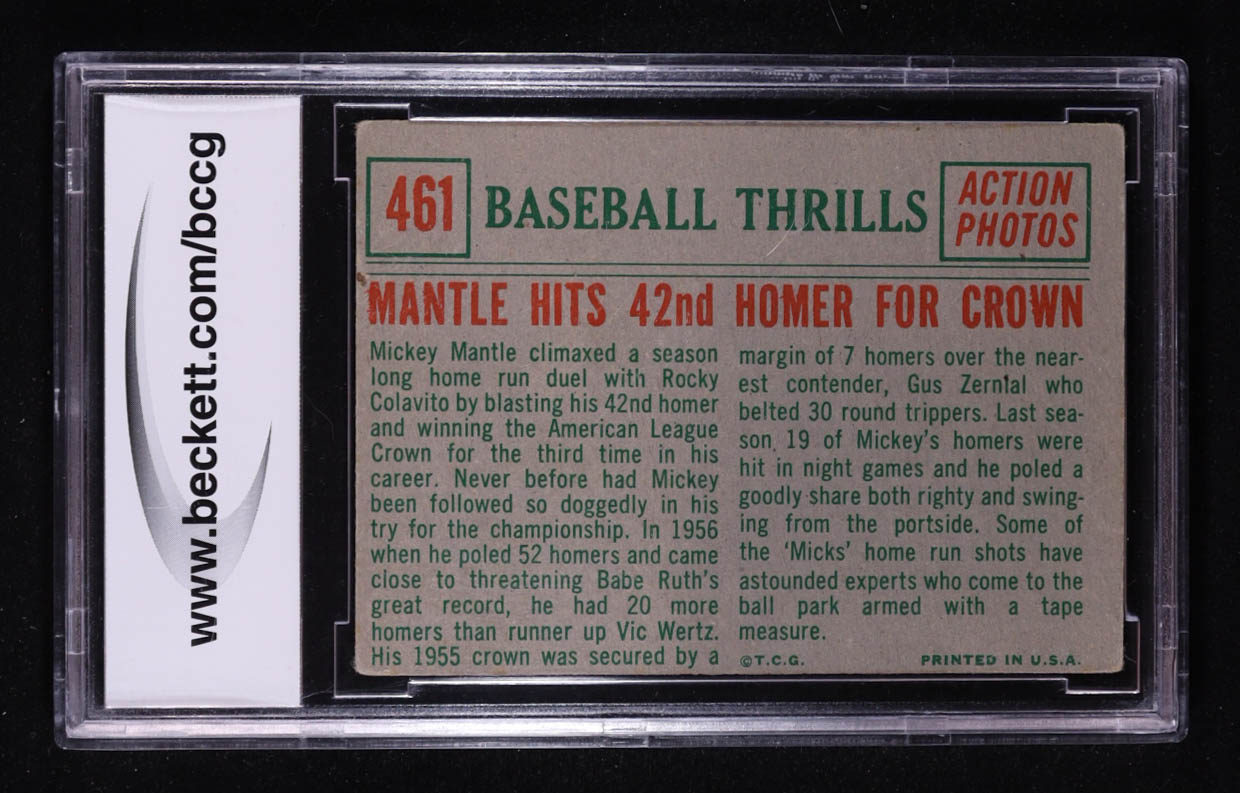 www.beckett.com/bccg
461 BASEBALL THRILLS ACTION PHOTOS
MANTLE HITS 42nd HOMER FOR CROWN
Mickey Mantle climaxed a season
long home run duel with Rocky
Colavito by blasting his 42nd homer
and winning the American League
Crown for the third time in his
career. Never before had Mickey
been followed so doggedly in his
try for the championship. In 1956
when he poled 52 homers and came
close to threatening Babe Ruth's
great record, he had 20 more
homers than runner up Vic Wertz.
His 1955 crown was secured by a
margin of 7 homers over the near-
est contender, Gus Zernial who
belted 30 round trippers. Last sea-
son, 19 of Mickey's homers were
hit in night games and he poled a
goodly share both righty and swing-
ing from the portside. Some of
the 'Micks' home run shots have
astounded experts who come to the
ball park armed with a tape
measure.
©T.C.G. PRINTED IN U.S.A.